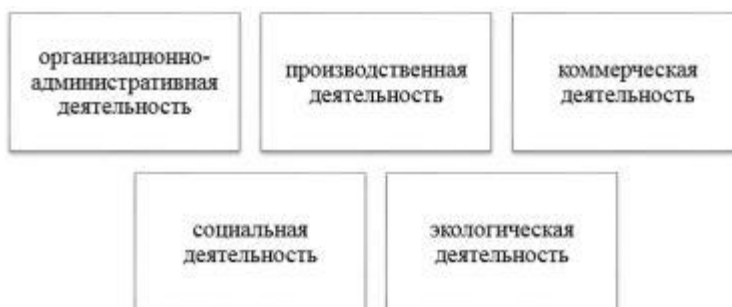 организационно-
административная
деятельность
производственная
деятельность
коммерческая
деятельность
социальная
деятельность
экологическая
деятельность